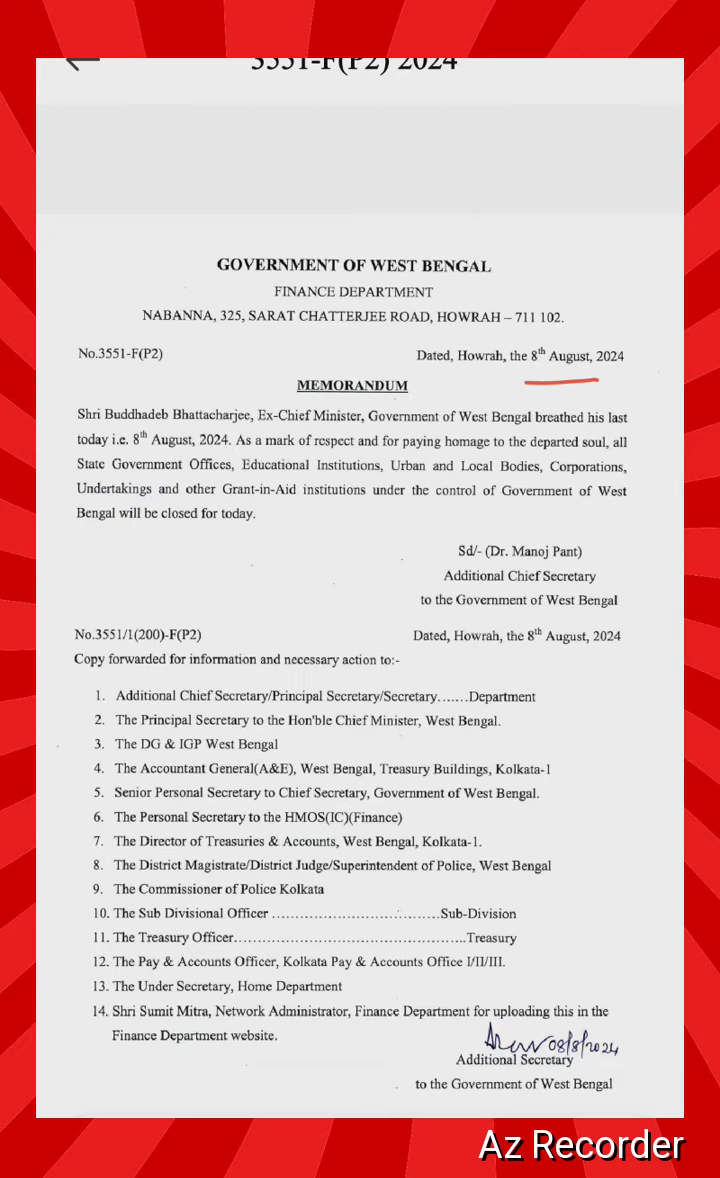 3551-F(P2) 2024
GOVERNMENT OF WEST BENGAL
FINANCE DEPARTMENT
NABANNA, 325, SARAT CHATTERJEE ROAD, HOWRAH – 711 102.
No.3551-F(P2) Dated, Howrah, the 8th August, 2024
MEMORANDUM
Shri Buddhadeb Bhattacharjee, Ex-Chief Minister, Government of West Bengal breathed his last
today i.e. 8th August, 2024. As a mark of respect and for paying homage to the departed soul, all
State Government Offices, Educational Institutions, Urban and Local Bodies, Corporations,
Undertakings and other Grant-in-Aid institutions under the control of Government of West
Bengal will be closed for today.
Sd/- (Dr. Manoj Pant)
Additional Chief Secretary
to the Government of West Bengal
No.3551/1(200)-F(P2) Dated, Howrah, the 8th August, 2024
Copy forwarded for information and necessary action to:-
1. Additional Chief Secretary/Principal Secretary/Secretary.......Department
2. The Principal Secretary to the Hon'ble Chief Minister, West Bengal.
3. The DG & IGP West Bengal
4. The Accountant General(A&E), West Bengal, Treasury Buildings, Kolkata-1
5. Senior Personal Secretary to Chief Secretary, Government of West Bengal.
6. The Personal Secretary to the HMOS(IC)(Finance)
7. The Director of Treasuries & Accounts, West Bengal, Kolkata-1.
8. The District Magistrate/District Judge/Superintendent of Police, West Bengal
9. The Commissioner of Police Kolkata
10. The Sub Divisional Officer ......................................Sub-Division
11. The Treasury Officer....................................................Treasury
12. The Pay & Accounts Officer, Kolkata Pay & Accounts Office I/II/III.
13. The Under Secretary, Home Department
14. Shri Sumit Mitra, Network Administrator, Finance Department for uploading this in the
Finance Department website.
08/8/2024
Additional Secretary
to the Government of West Bengal
Az Recorder